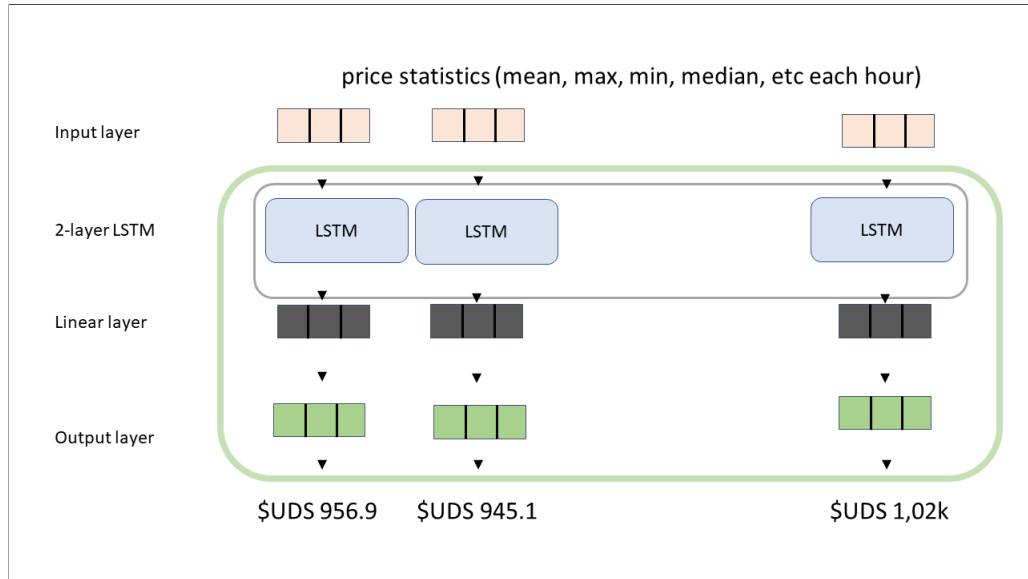 price statistics (mean, max, min, median, etc each hour)
Input layer
2-layer LSTM
LSTM
LSTM
LSTM
Linear layer
Output layer
$UDS 956.9
$UDS 945.1
$UDS 1,02k